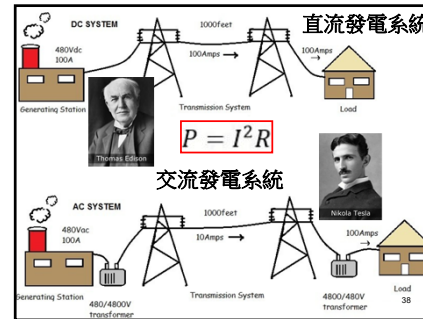 DC SYSTEM
直流發電系統
1000feet
480Vdc
100A
100Amps
100Amps
Generating Station
Transmission System
Load
Thomas Edison
P = I²R
Nikola Tesla
交流發電系統
AC SYSTEM
1000feet
480Vac
100A
10Amps
100Amps
Generating Station
480/4800V
transformer
Transmission System
4800/480V
transformer
Load
38